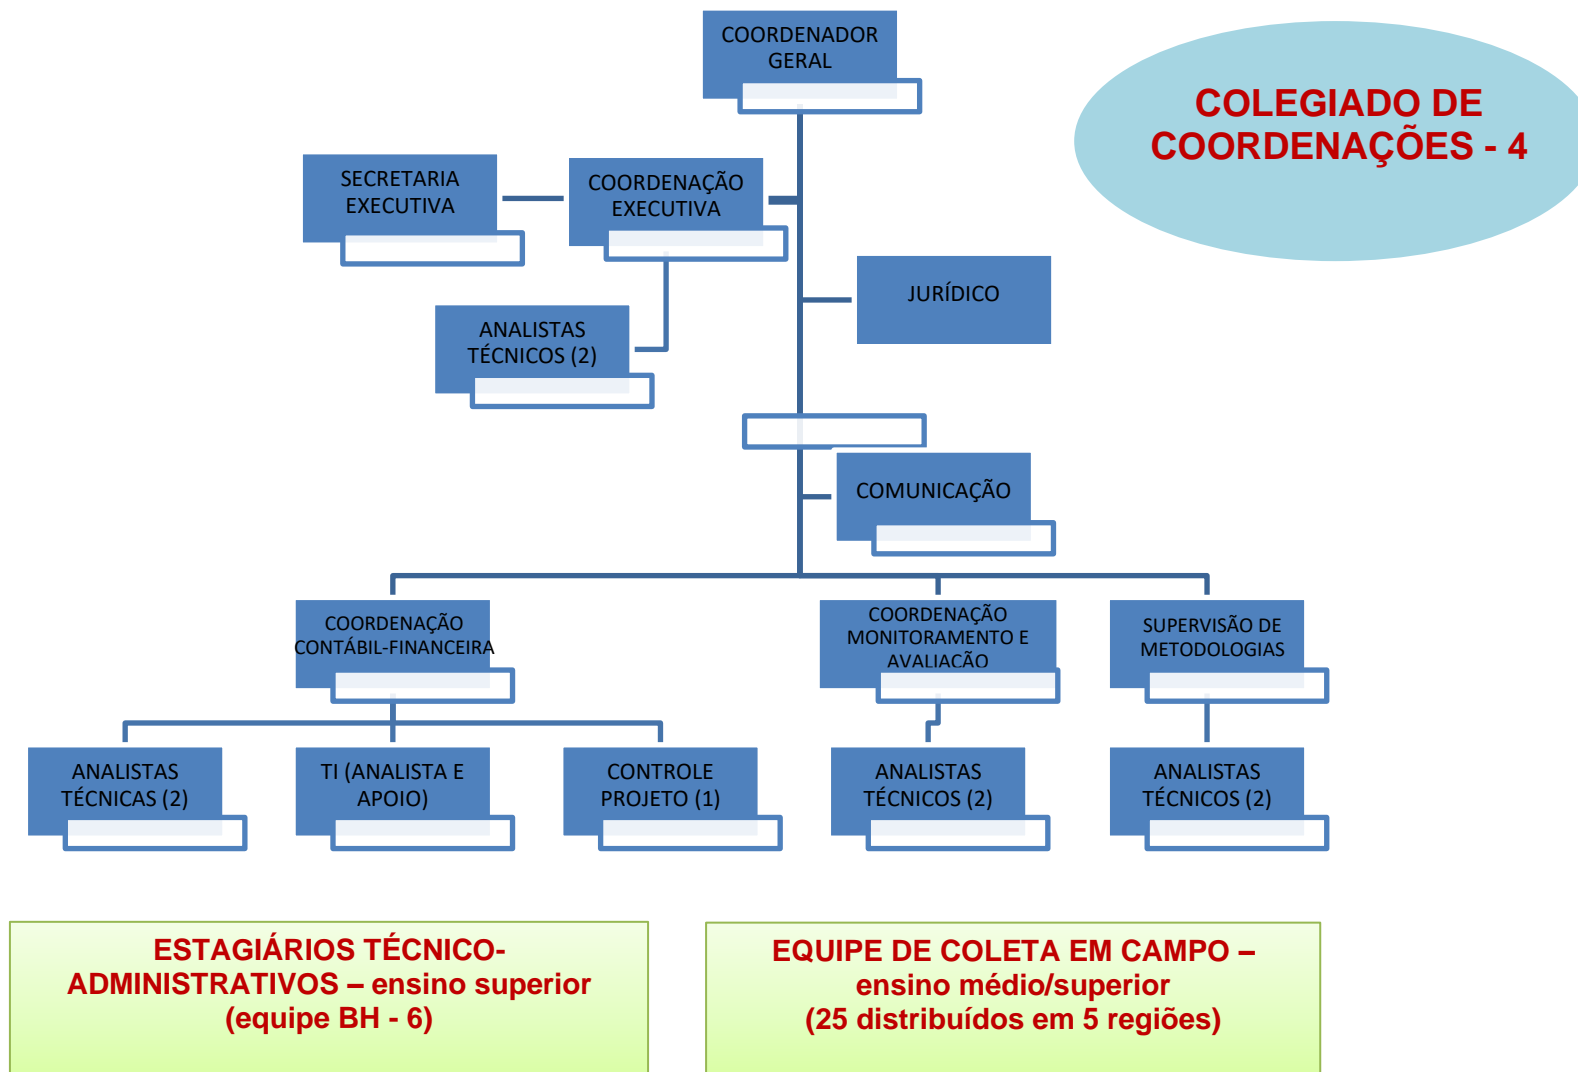 COORDENADOR
GERAL
COLEGIADO DE
COORDENAÇÕES - 4
SECRETARIA
EXECUTIVA
COORDENAÇÃO
EXECUTIVA
JURÍDICO
ANALISTAS
TÉCNICOS (2)
COMUNICAÇÃO
COORDENAÇÃO
CONTÁBIL-FINANCEIRA
COORDENAÇÃO
MONITORAMENTO E
AVALIAÇÃO
SUPERVISÃO DE
METODOLOGIAS
ANALISTAS
TÉCNICAS (2)
TI (ANALISTA E
APOIO)
CONTROLE
PROJETO (1)
ANALISTAS
TÉCNICOS (2)
ANALISTAS
TÉCNICOS (2)
ESTAGIÁRIOS TÉCNICO-
ADMINISTRATIVOS – ensino superior
(equipe BH - 6)
EQUIPE DE COLETA EM CAMPO –
ensino médio/superior
(25 distribuídos em 5 regiões)